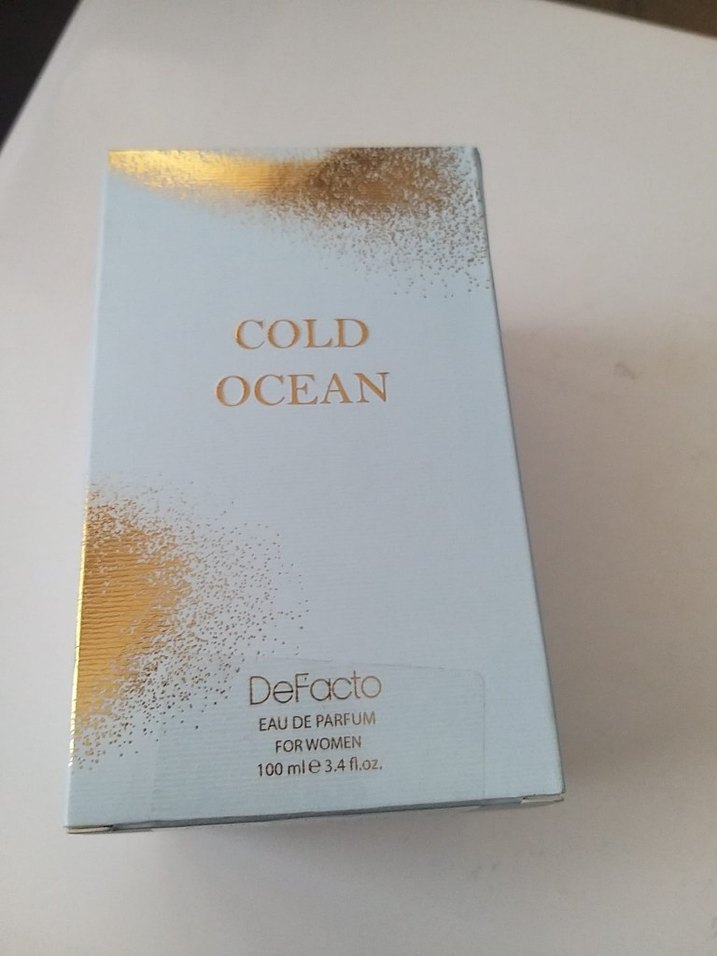 COLD
OCEAN
DeFacto
EAU DE PARFUM
FOR WOMEN
100 ml ℮ 3.4 fl.oz.